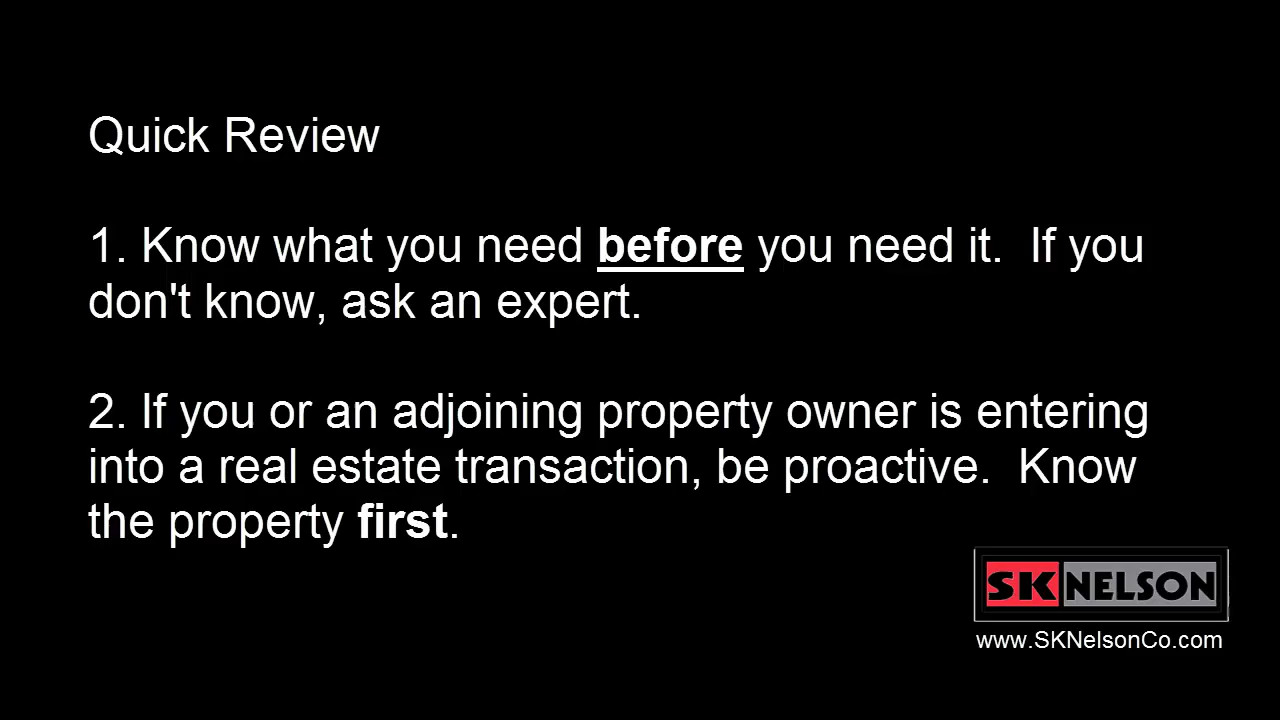 Quick Review
1. Know what you need before you need it.  If you
don't know, ask an expert.
2. If you or an adjoining property owner is entering
into a real estate transaction, be proactive.  Know
the property first.
SK NELSON
www.SKNelsonCo.com